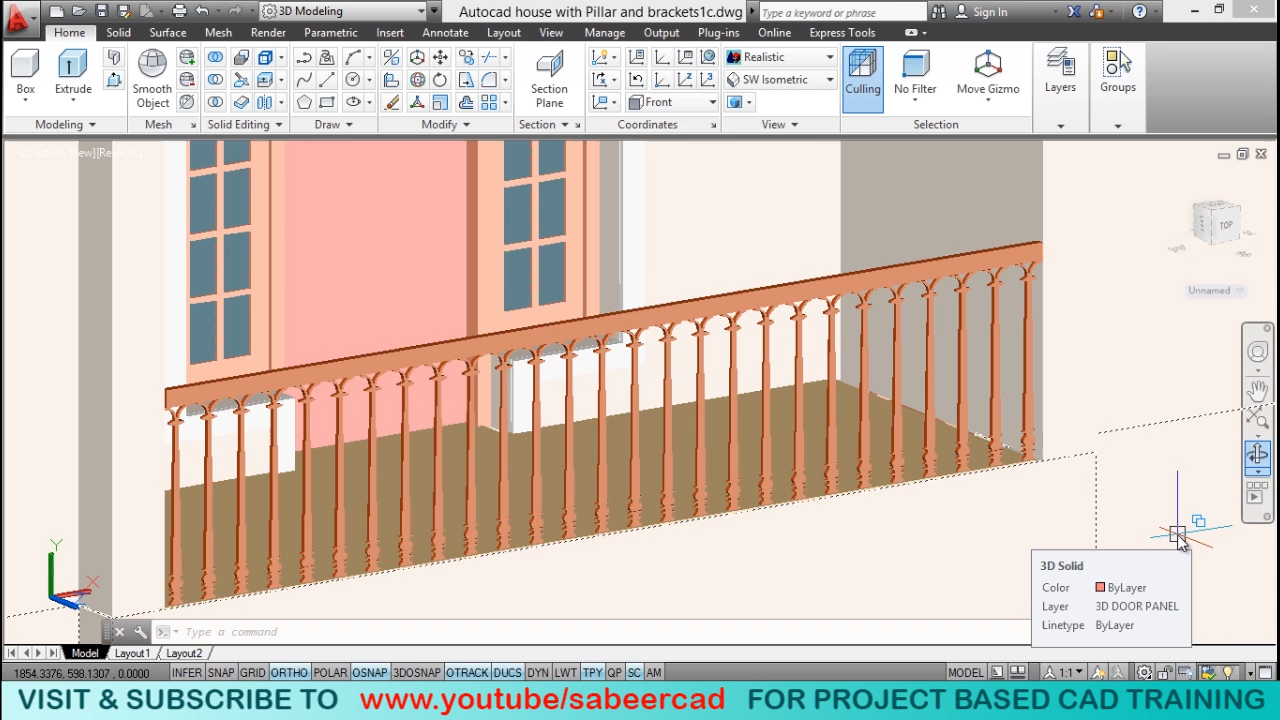 3D Modeling
Autocad house with Pillar and brackets1c.dwg
Type a keyword or phrase
Sign In
Home Solid Surface Mesh Render Parametric Insert Annotate Layout View Manage Output Plug-ins Online Express Tools
Box
Extrude
Smooth
Object
Section
Plane
Realistic
SW Isometric
Front
Culling
No Filter
Move Gizmo
Layers
Groups
Modeling
Mesh
Solid Editing
Draw
Modify
Section
Coordinates
View
Selection
TOP
Unnamed
3D Solid
Color ByLayer
Layer 3D DOOR PANEL
Linetype ByLayer
Y
X
Type a command
Model Layout1 Layout2
1854.3376, 598.1307 , 0.0000
INFER SNAP GRID ORTHO POLAR OSNAP 3DOSNAP OTRACK DUCS DYN LWT TPY QP SC AM
MODEL
1:1
VISIT & SUBSCRIBE TO www.youtube/sabeercad FOR PROJECT BASED CAD TRAINING